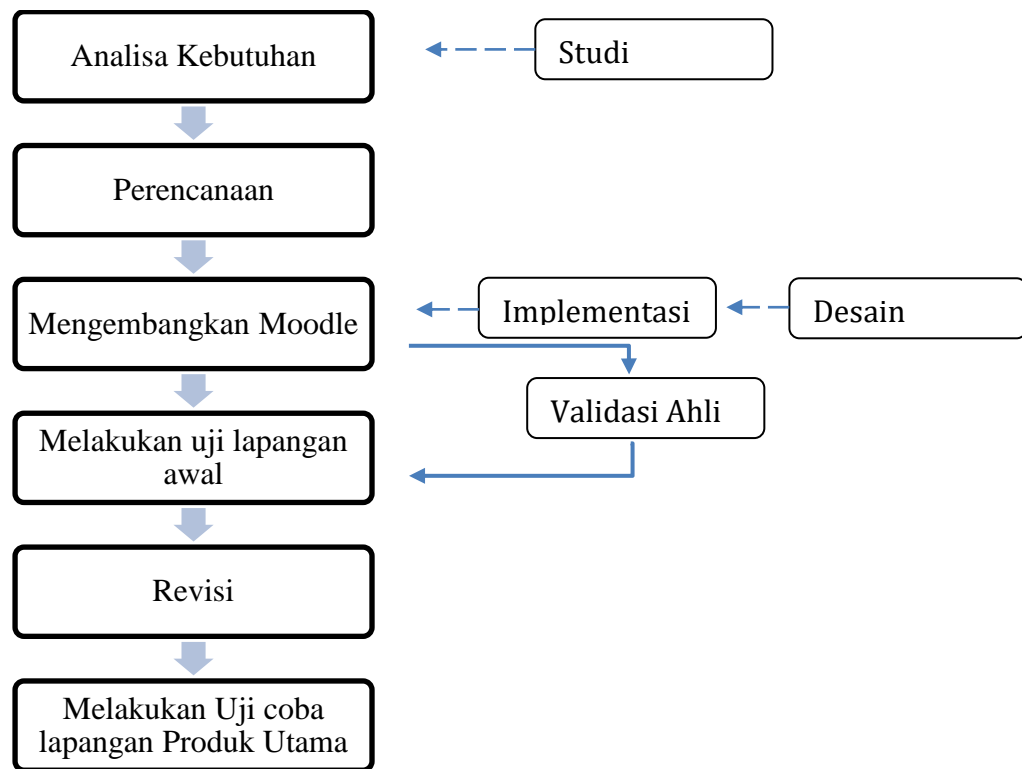 Analisa Kebutuhan
Studi
Perencanaan
Mengembangkan Moodle
Implementasi
Desain
Validasi Ahli
Melakukan uji lapangan
awal
Revisi
Melakukan Uji coba
lapangan Produk Utama